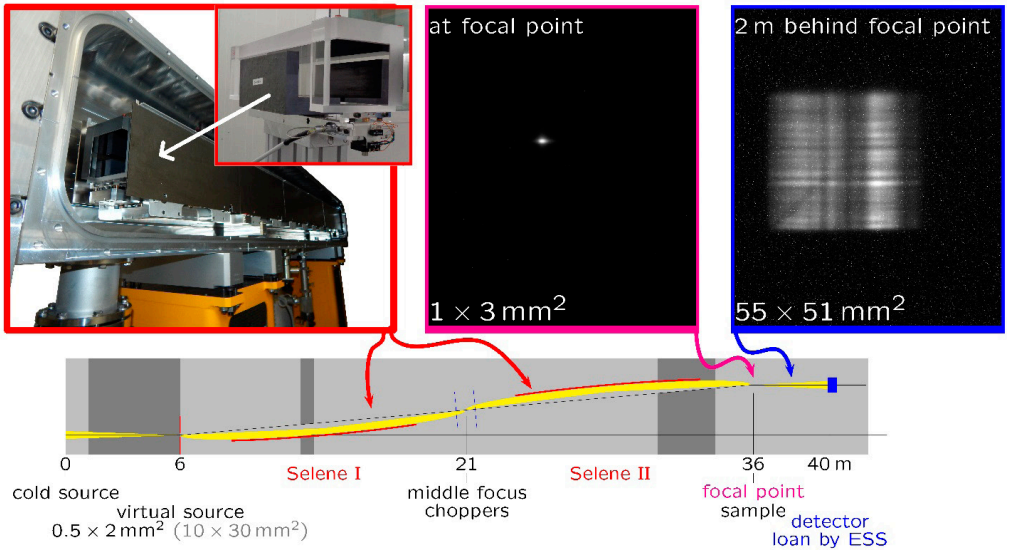 at focal point
1 × 3 mm²
2 m behind focal point
55 × 51 mm²
0
6
21
36
40 m
Selene I
Selene II
cold source
virtual source
0.5 × 2 mm² (10 × 30 mm²)
middle focus
choppers
focal point
sample
detector
loan by ESS